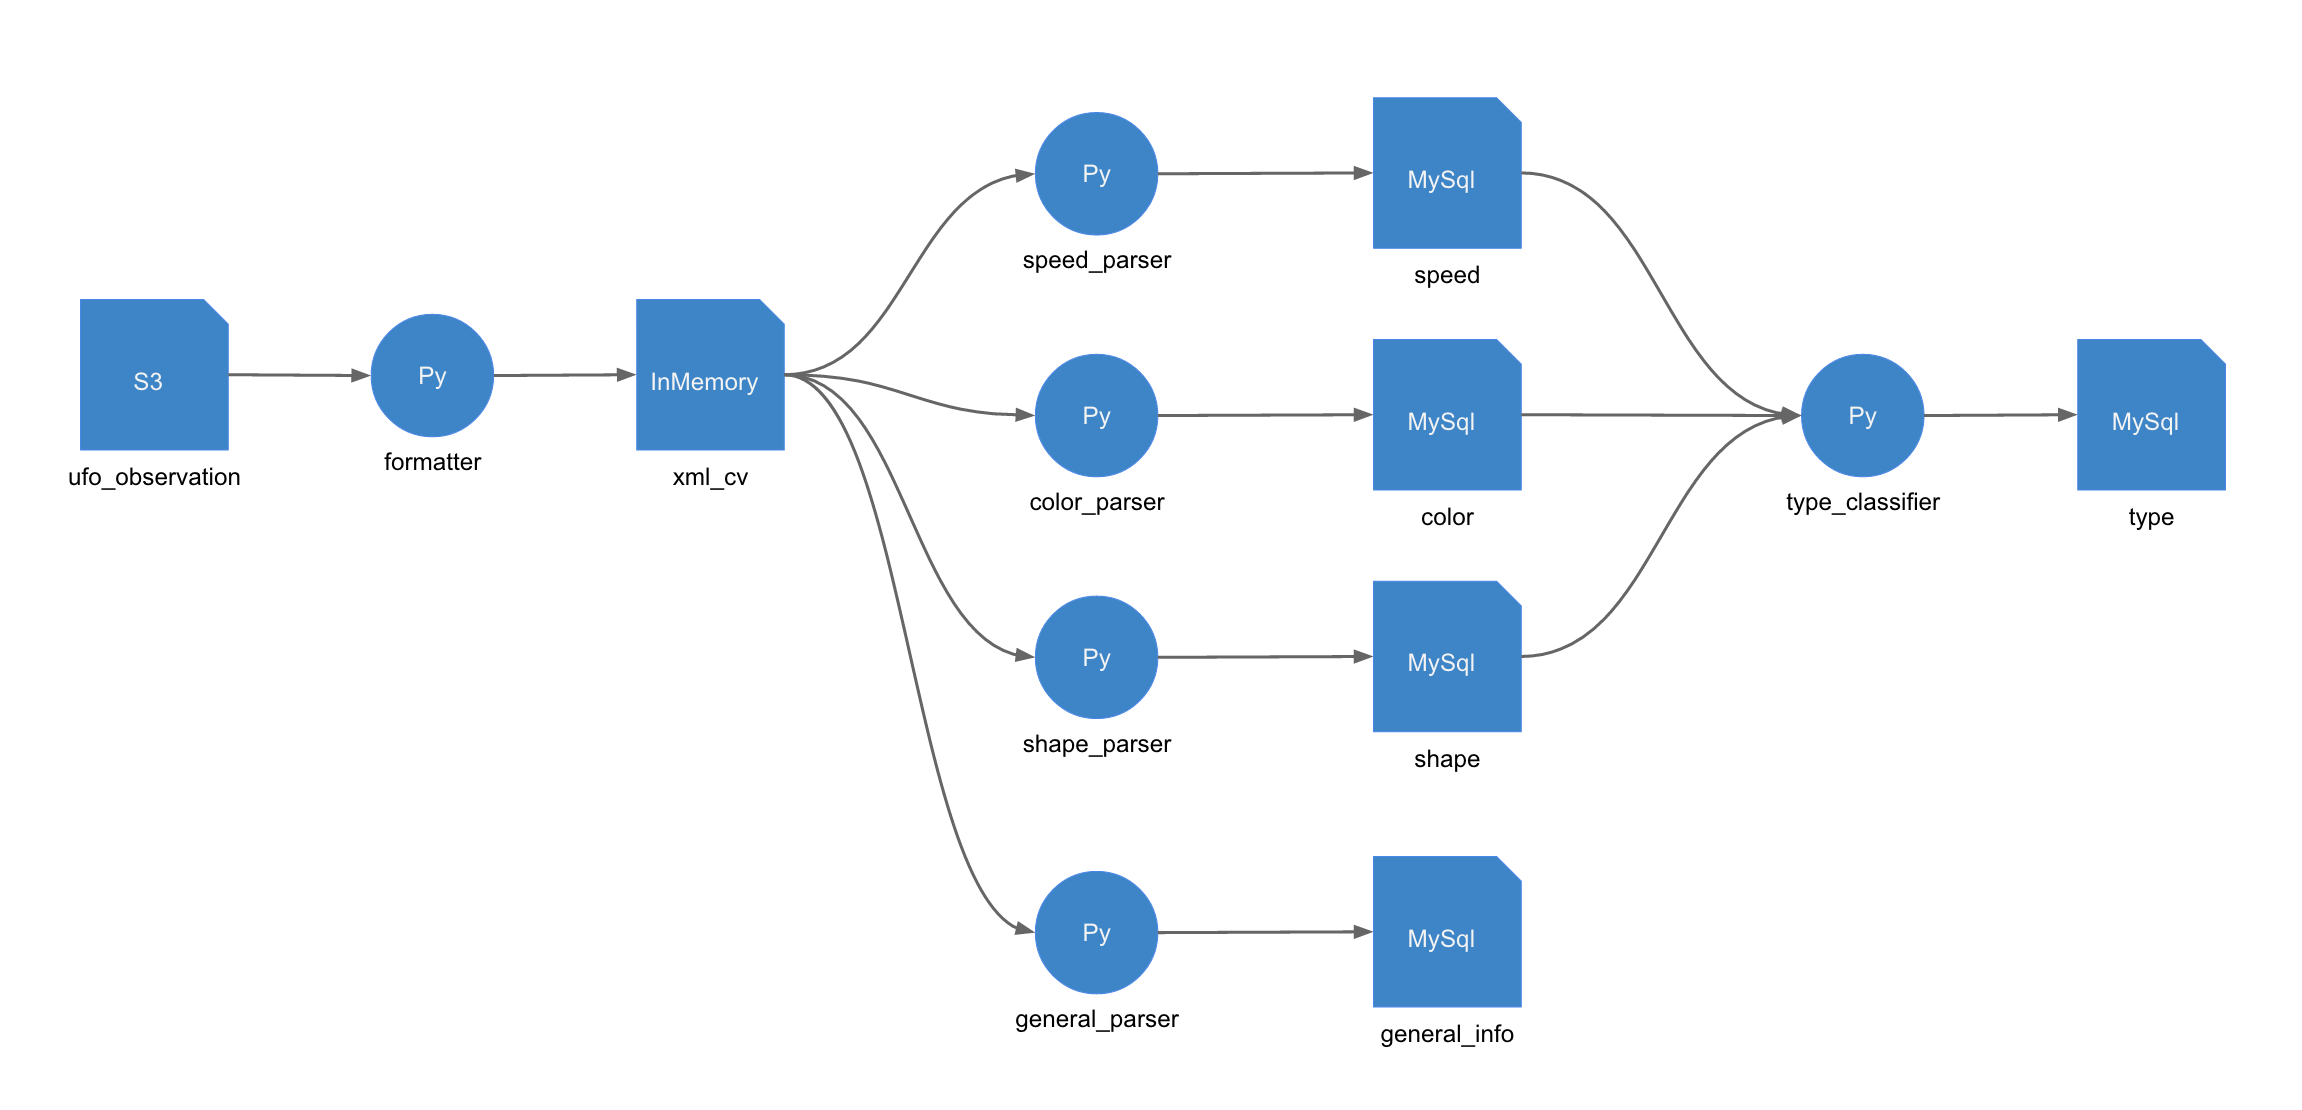 S3
ufo_observation
Py
formatter
InMemory
xml_cv
Py
speed_parser
MySql
speed
Py
color_parser
MySql
color
Py
shape_parser
MySql
shape
Py
general_parser
MySql
general_info
Py
type_classifier
MySql
type